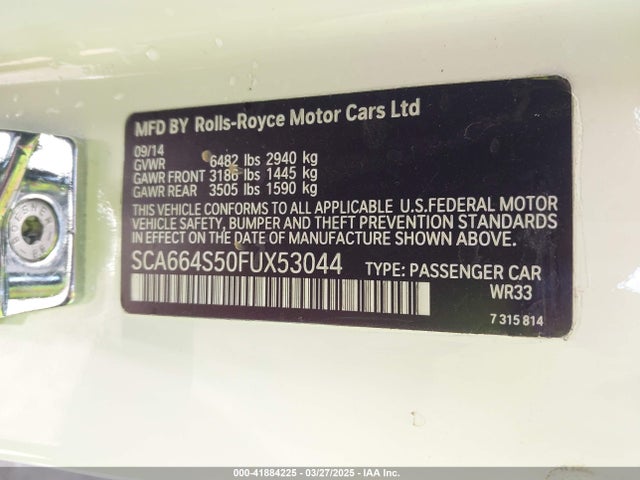 MFD BY Rolls-Royce Motor Cars Ltd
09/14
GVWR 6482 lbs 2940 kg
GAWR FRONT 3186 lbs 1445 kg
GAWR REAR 3505 lbs 1590 kg
THIS VEHICLE CONFORMS TO ALL APPLICABLE U.S.FEDERAL MOTOR
VEHICLE SAFETY, BUMPER AND THEFT PREVENTION STANDARDS
IN EFFECT ON THE DATE OF MANUFACTURE SHOWN ABOVE.
SCA664S50FUX53044 TYPE: PASSENGER CAR
WR33
7 315 814
000-41884225 - 03/27/2025 - IAA, Inc.